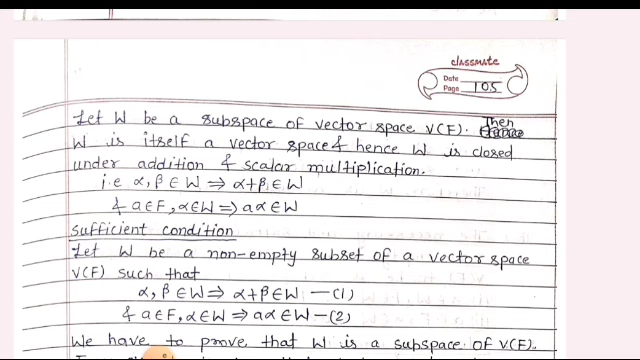 classmate
Date
Page 105
Let W be a subspace of vector space V(F). Then
W is itself a vector space & hence W is closed
under addition & scalar multiplication.
i.e α, β ∈ W ⇒ α+β ∈ W
& a ∈ F, α ∈ W ⇒ aα ∈ W
sufficient condition
Let W be a non-empty subset of a vector space
V(F) such that
α, β ∈ W ⇒ α+β ∈ W —(1)
& a ∈ F, α ∈ W ⇒ aα ∈ W —(2)
We have to prove that W is a subspace of V(F).